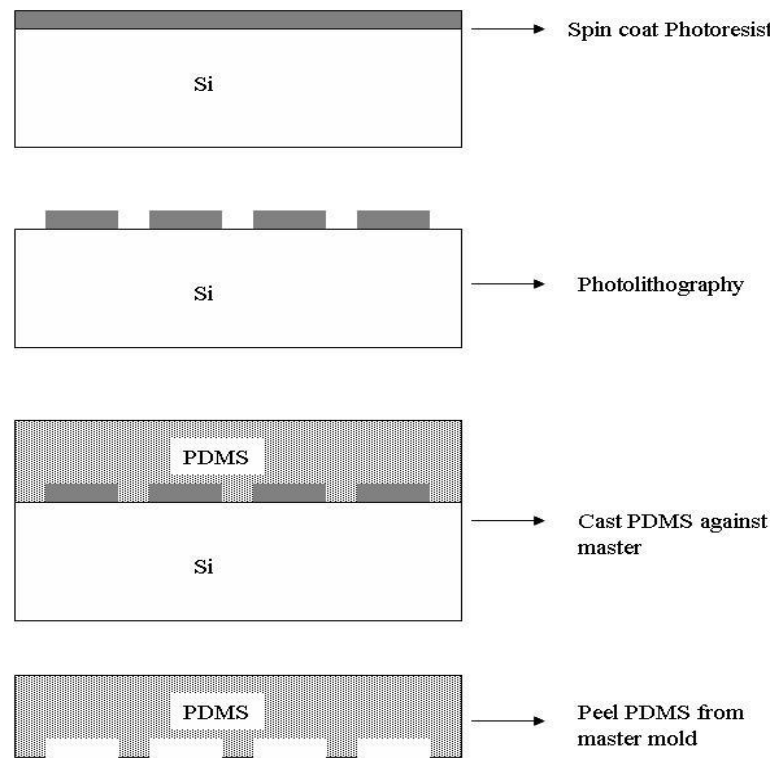 Spin coat Photoresist
Si
Si
Photolithography
PDMS
Cast PDMS against
master
Si
PDMS
Peel PDMS from
master mold